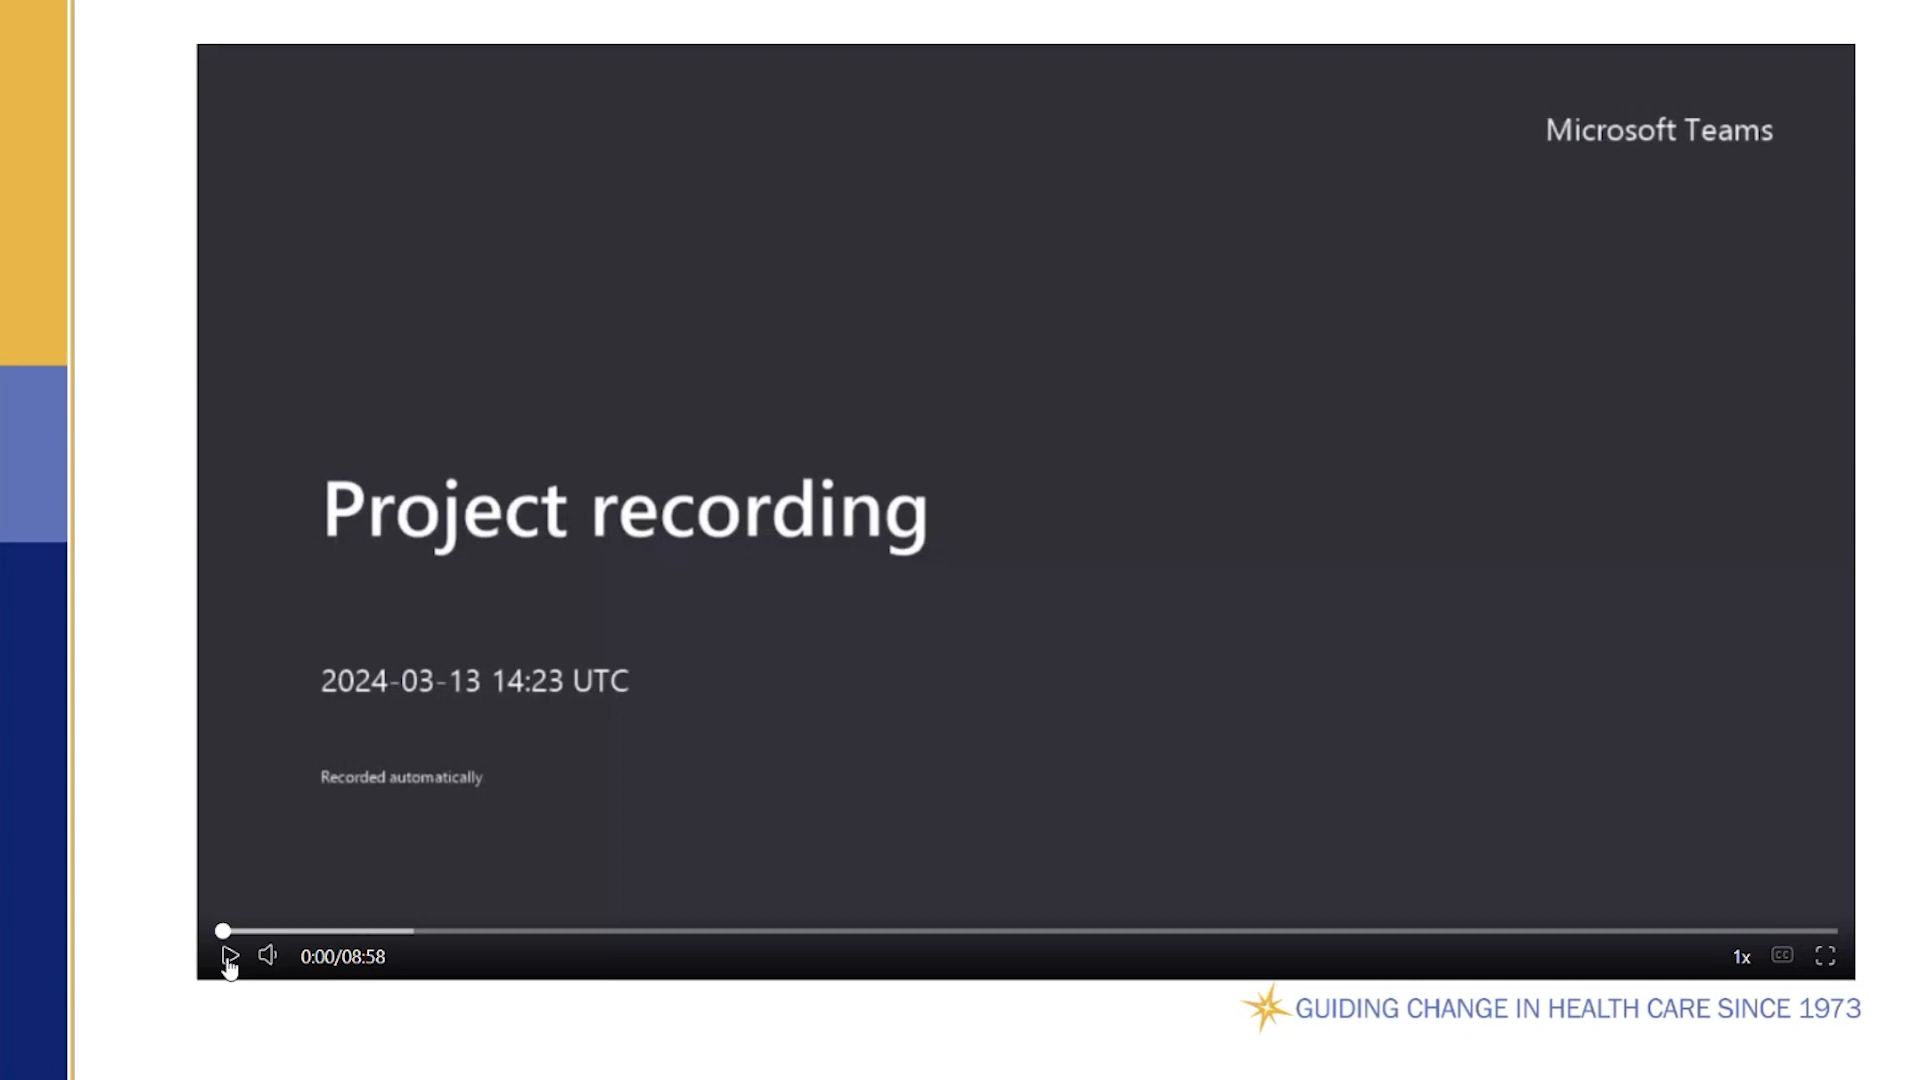 Microsoft Teams
Project recording
2024-03-13 14:23 UTC
Recorded automatically
0:00/08:58
1x
CC
GUIDING CHANGE IN HEALTH CARE SINCE 1973